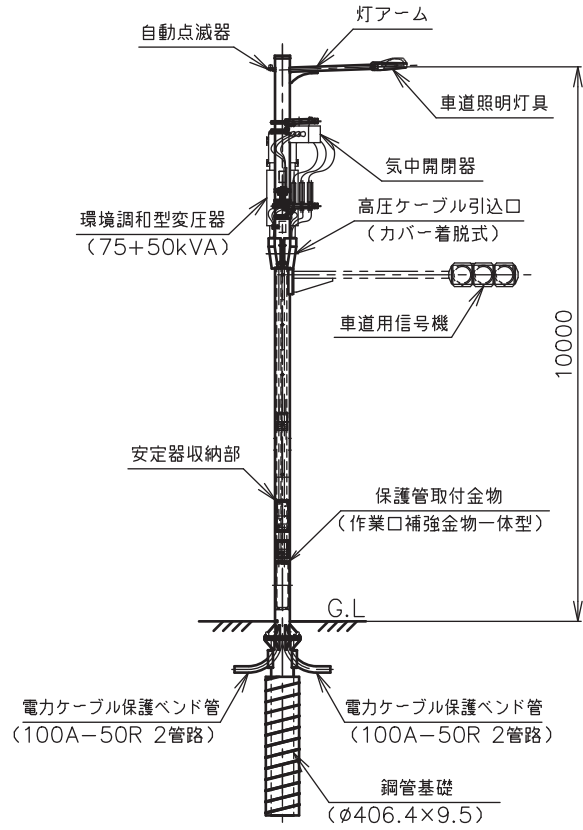 灯アーム
自動点滅器
車道照明灯具
気中開閉器
環境調和型変圧器
(75+50kVA)
高圧ケーブル引込口
(カバー着脱式)
車道用信号機
10000
安定器収納部
保護管取付金物
(作業口補強金物一体型)
G.L
電力ケーブル保護ベンド管
(100A-50R 2管路)
電力ケーブル保護ベンド管
(100A-50R 2管路)
鋼管基礎
(φ406.4×9.5)